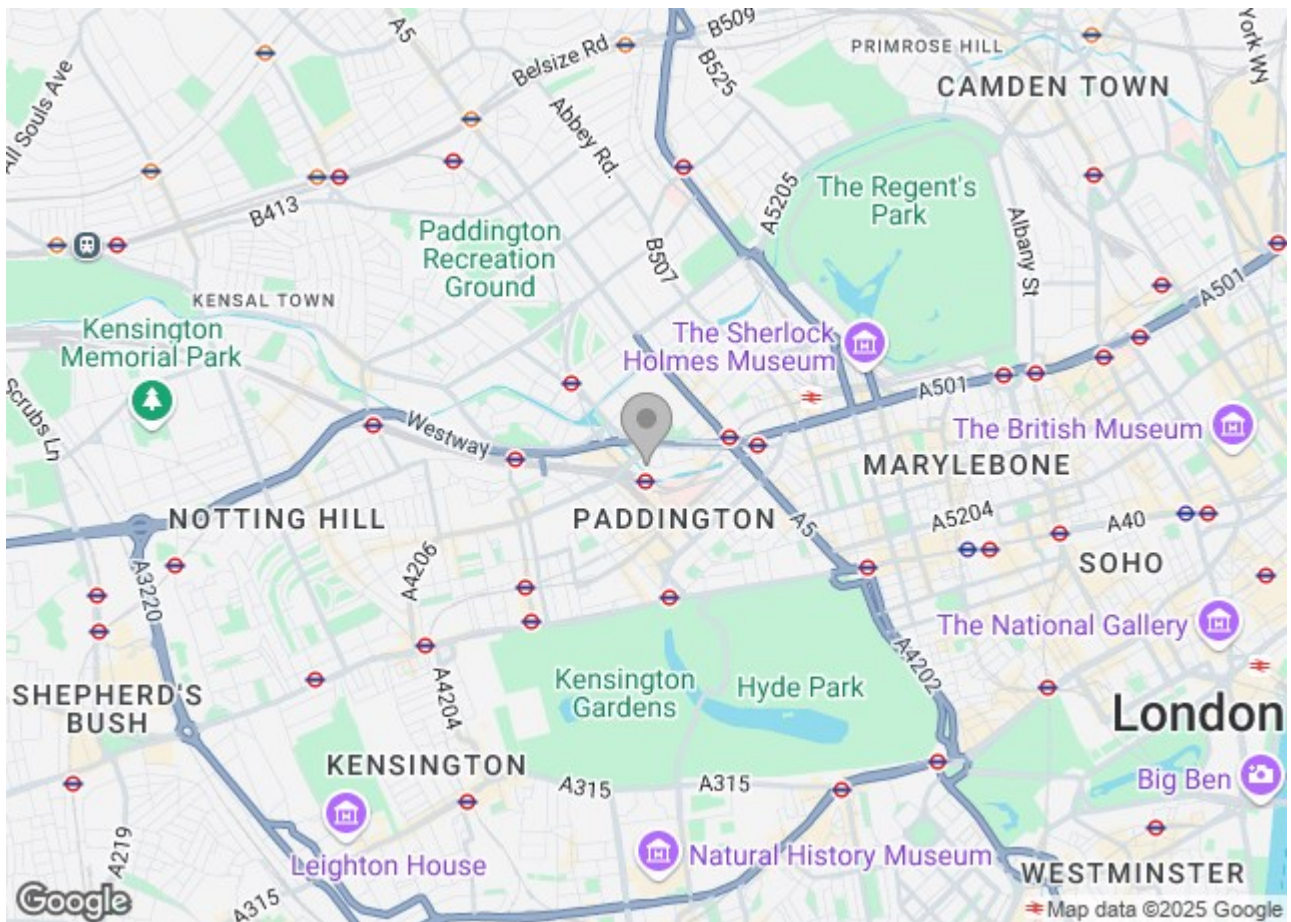 A5
B509
PRIMROSE HILL
York WY
Belsize Rd
B525
CAMDEN TOWN
All Souls Ave
Abbey Rd.
A5205
The Regent's
Park
B413
Paddington
Recreation
Ground
B507
Albany St
KENSAL TOWN
A501
Kensington
Memorial Park
The Sherlock
Holmes Museum
Scrubs Ln
A501
Westway
The British Museum
MARYLEBONE
NOTTING HILL
PADDINGTON
A5
A5204
A40
SOHO
A4206
A3220
The National Gallery
A4202
SHEPHERD'S
BUSH
A4204
Kensington
Gardens
Hyde Park
London
KENSINGTON
A315
A315
Big Ben
A219
Leighton House
Natural History Museum
WESTMINSTER
Google
A315
Map data ©2025 Google